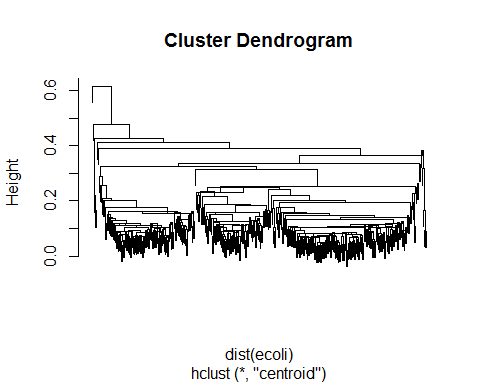 Cluster Dendrogram
Height
0.6
0.4
0.2
0.0
dist(ecoli)
hclust (*, "centroid")